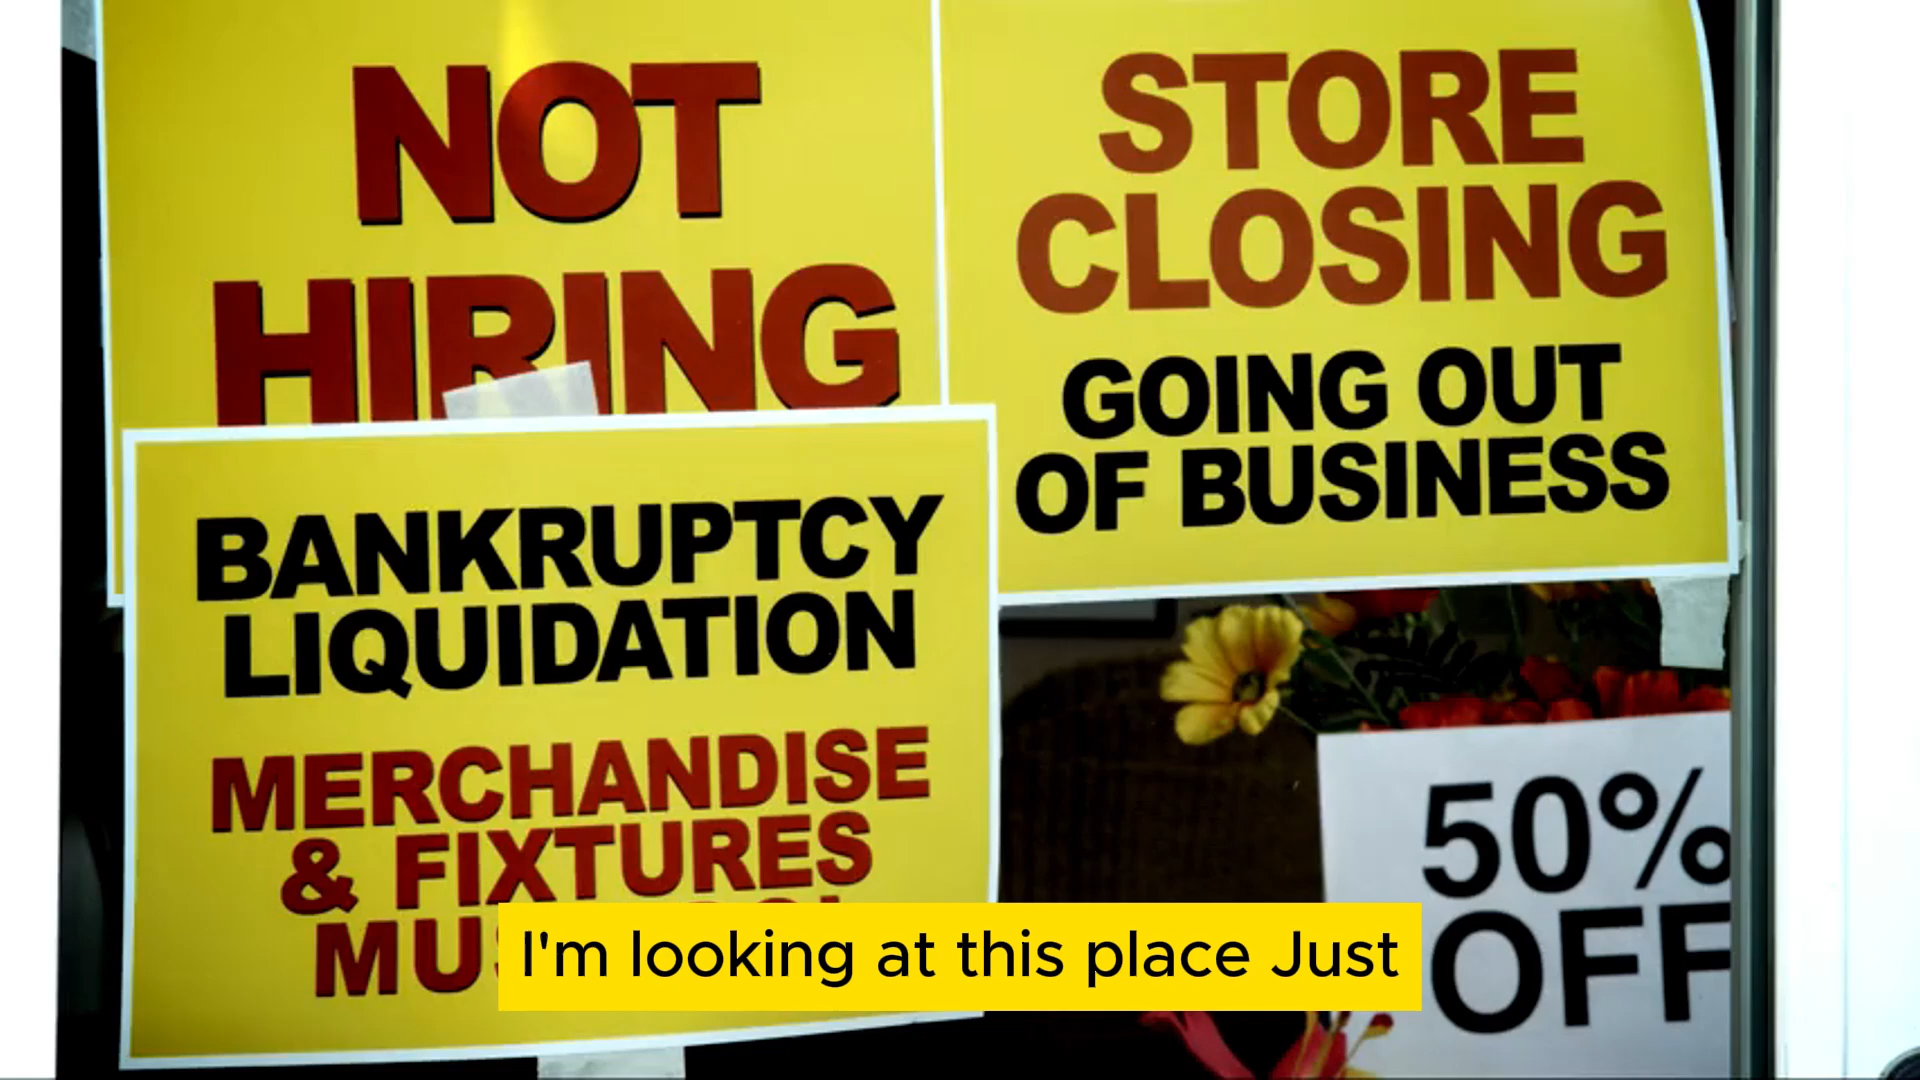 NOT
HIRING
STORE
CLOSING
GOING OUT
OF BUSINESS
BANKRUPTCY
LIQUIDATION
MERCHANDISE
& FIXTURES
50%
OFF
I'm looking at this place Just